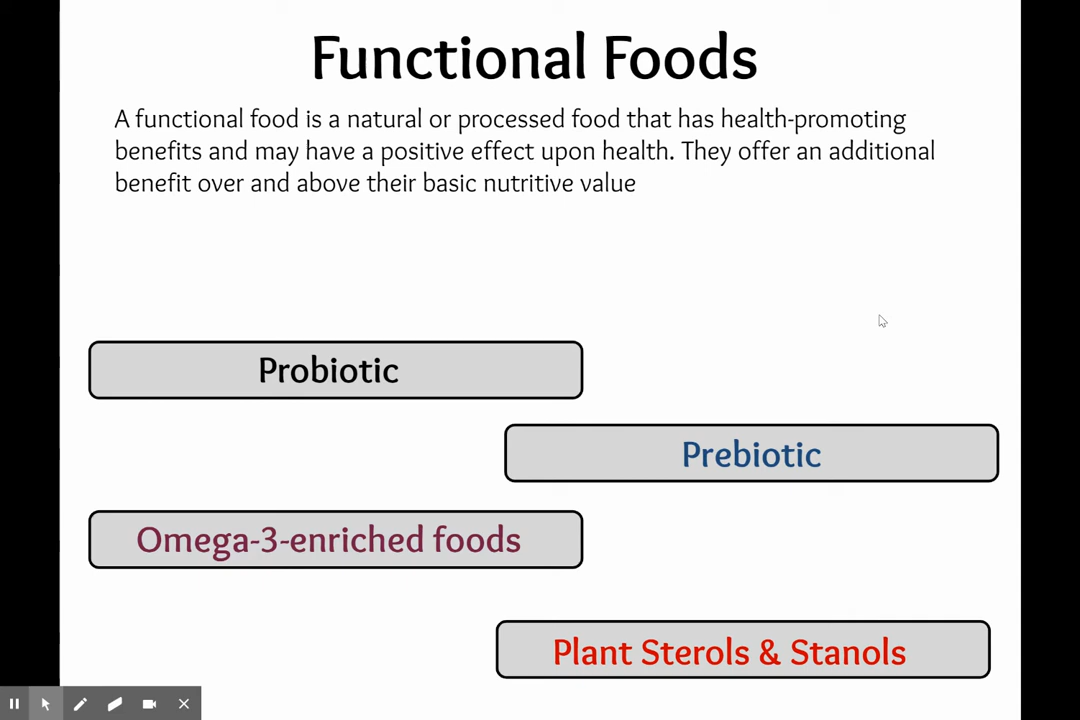 Functional Foods
A functional food is a natural or processed food that has health-promoting
benefits and may have a positive effect upon health. They offer an additional
benefit over and above their basic nutritive value
Probiotic
Prebiotic
Omega-3-enriched foods
Plant Sterols & Stanols